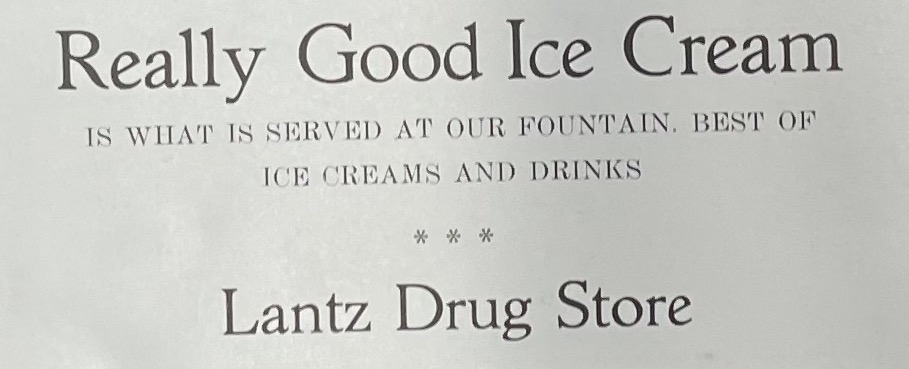 Really Good Ice Cream
IS WHAT IS SERVED AT OUR FOUNTAIN. BEST OF
ICE CREAMS AND DRINKS
* * *
Lantz Drug Store